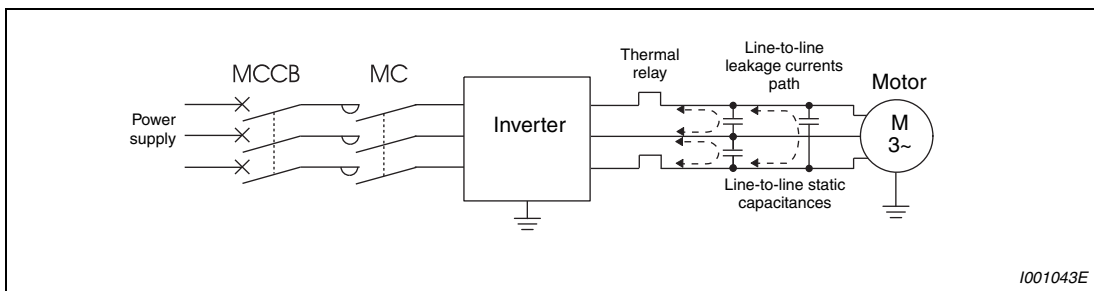 Thermal
relay
Line-to-line
leakage currents
path
MCCB
MC
Motor
Power
supply
Inverter
M
3~
Line-to-line static
capacitances
I001043E